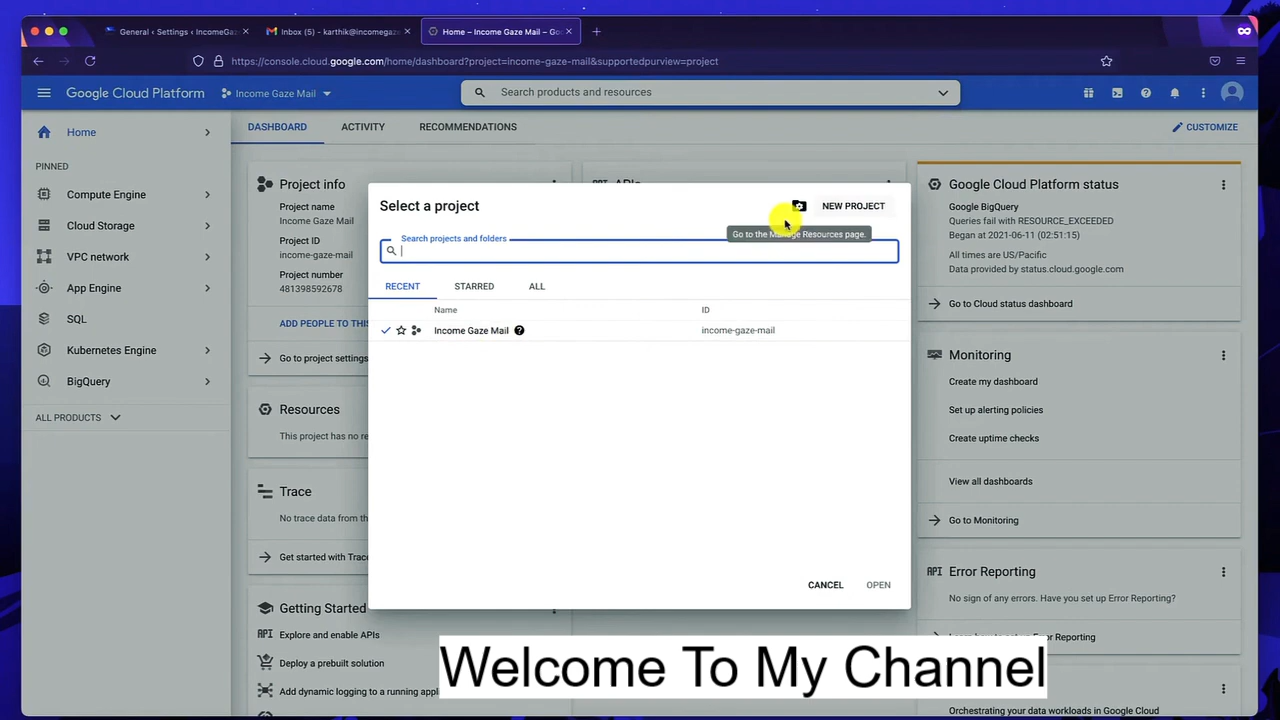 General ‹ Settings ‹ IncomeGaz
Inbox (5) - karthik@incomegaze
Home – Income Gaze Mail – Goo
https://console.cloud.google.com/home/dashboard?project=income-gaze-mail&supportedpurview=project
Google Cloud Platform
Income Gaze Mail
Search products and resources
Home
PINNED
Compute Engine
Cloud Storage
VPC network
App Engine
SQL
Kubernetes Engine
BigQuery
ALL PRODUCTS
DASHBOARD
ACTIVITY
RECOMMENDATIONS
CUSTOMIZE
Project info
Project name
Income Gaze Mail
Project ID
income-gaze-mail
Project number
481398592678
ADD PEOPLE TO THIS
Go to project settings
Resources
This project has no re
Trace
No trace data from th
Get started with Trace
Getting Started
API Explore and enable APIs
Deploy a prebuilt solution
Add dynamic logging to a running appl
API APIs
Select a project
NEW PROJECT
Go to the Manage Resources page.
Search projects and folders
RECENT
STARRED
ALL
Name
ID
Income Gaze Mail
income-gaze-mail
CANCEL
OPEN
Google Cloud Platform status
Google BigQuery
Queries fail with RESOURCE_EXCEEDED
Began at 2021-06-11 (02:51:15)
All times are US/Pacific
Data provided by status.cloud.google.com
Go to Cloud status dashboard
Monitoring
Create my dashboard
Set up alerting policies
Create uptime checks
View all dashboards
Go to Monitoring
API Error Reporting
No sign of any errors. Have you set up Error Reporting?
Error Reporting
Orchestrating your data workloads in Google Cloud
Welcome To My Channel